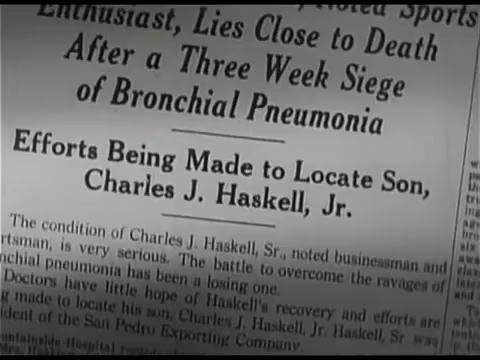 Noted Sports
Enthusiast, Lies Close to Death
After a Three Week Siege
of Bronchial Pneumonia
Efforts Being Made to Locate Son,
Charles J. Haskell, Jr.
The condition of Charles J. Haskell, Sr., noted businessman and
rtsman, is very serious. The battle to overcome the ravages of
nchial pneumonia has been a losing one.
Doctors have little hope of Haskell's recovery and efforts are
g made to locate his son, Charles J. Haskell, Jr. Haskell, Sr was
ident of the San Pedro Exporting Company.
untainside Hospital